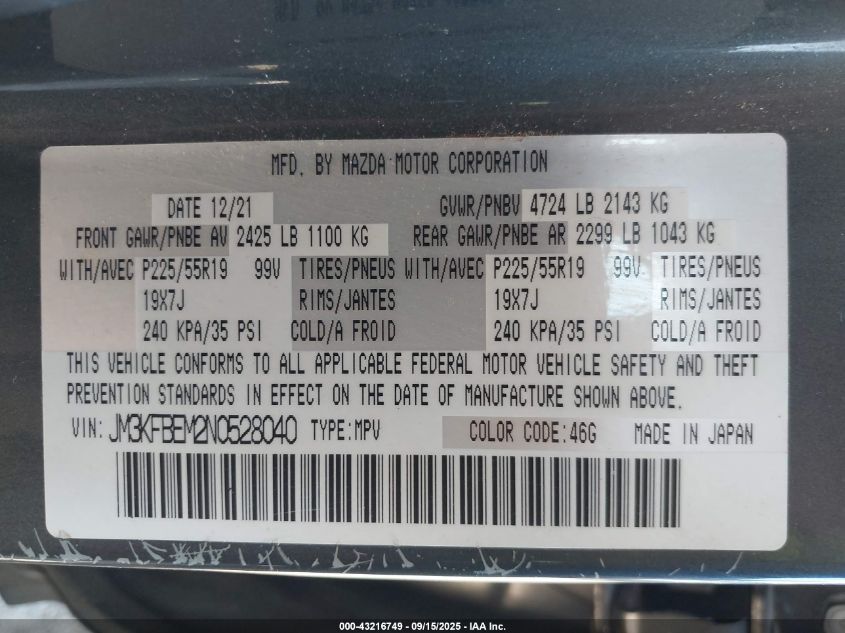 MFD. BY MAZDA MOTOR CORPORATION
DATE 12/21 GVWR/PNBV 4724 LB 2143 KG
FRONT GAWR/PNBE AV 2425 LB 1100 KG REAR GAWR/PNBE AR 2299 LB 1043 KG
WITH/AVEC P225/55R19 99V TIRES/PNEUS WITH/AVEC P225/55R19 99V TIRES/PNEUS
19X7J RIMS/JANTES 19X7J RIMS/JANTES
240 KPA/35 PSI COLD/A FROID 240 KPA/35 PSI COLD/A FROID
THIS VEHICLE CONFORMS TO ALL APPLICABLE FEDERAL MOTOR VEHICLE SAFETY AND THEFT
PREVENTION STANDARDS IN EFFECT ON THE DATE OF MANUFACTURE SHOWN ABOVE.
VIN: JM3KFBEM2N0528040 TYPE:MPV COLOR CODE:46G MADE IN JAPAN
000-43216749 - 09/15/2025 - IAA Inc.